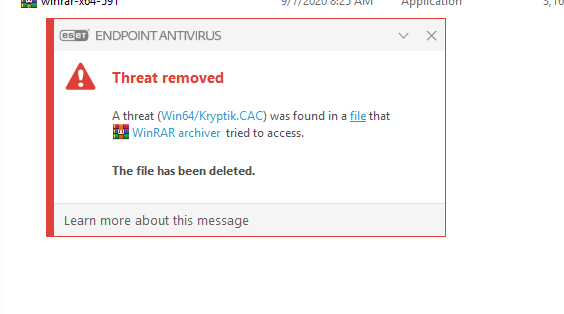 winrar-x64-591 9/7/2020 8:25 AM Application 3,16
eset ENDPOINT ANTIVIRUS
Threat removed
A threat (Win64/Kryptik.CAC) was found in a file that
WinRAR archiver tried to access.
The file has been deleted.
Learn more about this message